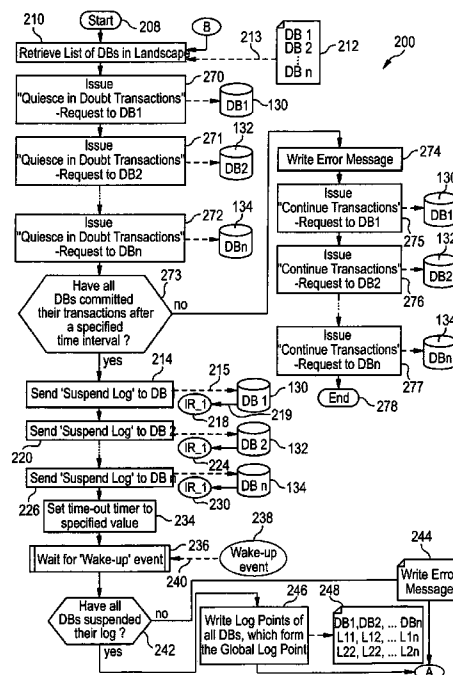 210
Start
208
B
DB 1
DB 2
DB n
212
213
200
Retrieve List of DBs in Landscape
270
Issue
"Quiesce in Doubt Transactions"
-Request to DB1
DB1
130
271
Issue
"Quiesce in Doubt Transactions"
-Request to DB2
132
DB2
272
Issue
"Quiesce in Doubt Transactions"
-Request to DBn
134
DBn
273
Have all
DBs committed
their transactions after
a specified
time interval ?
no
yes
Write Error Message
274
Issue
"Continue Transactions"
-Request to DB1
275
130
DB1
Issue
"Continue Transactions"
-Request to DB2
276
132
DB2
Issue
"Continue Transactions"
-Request to DBn
277
134
DBn
End
278
214
Send 'Suspend Log' to DB
215
130
DB 1
IR_1
218
219
Send 'Suspend Log' to DB 2
220
IR_1
224
DB 2
132
Send 'Suspend Log' to DB n
226
IR_1
230
DB n
134
Set time-out timer to
specified value
234
Wait for 'Wake-up' event
236
238
Wake-up
event
240
Have all
DBs suspended
their log ?
242
no
yes
244
Write Error
Message
246
Write Log Points of
all DBs, which form
the Global Log Point
248
DB1,DB2, ... DBn
L11, L12, ... L1n
L22, L22, ... L2n
A